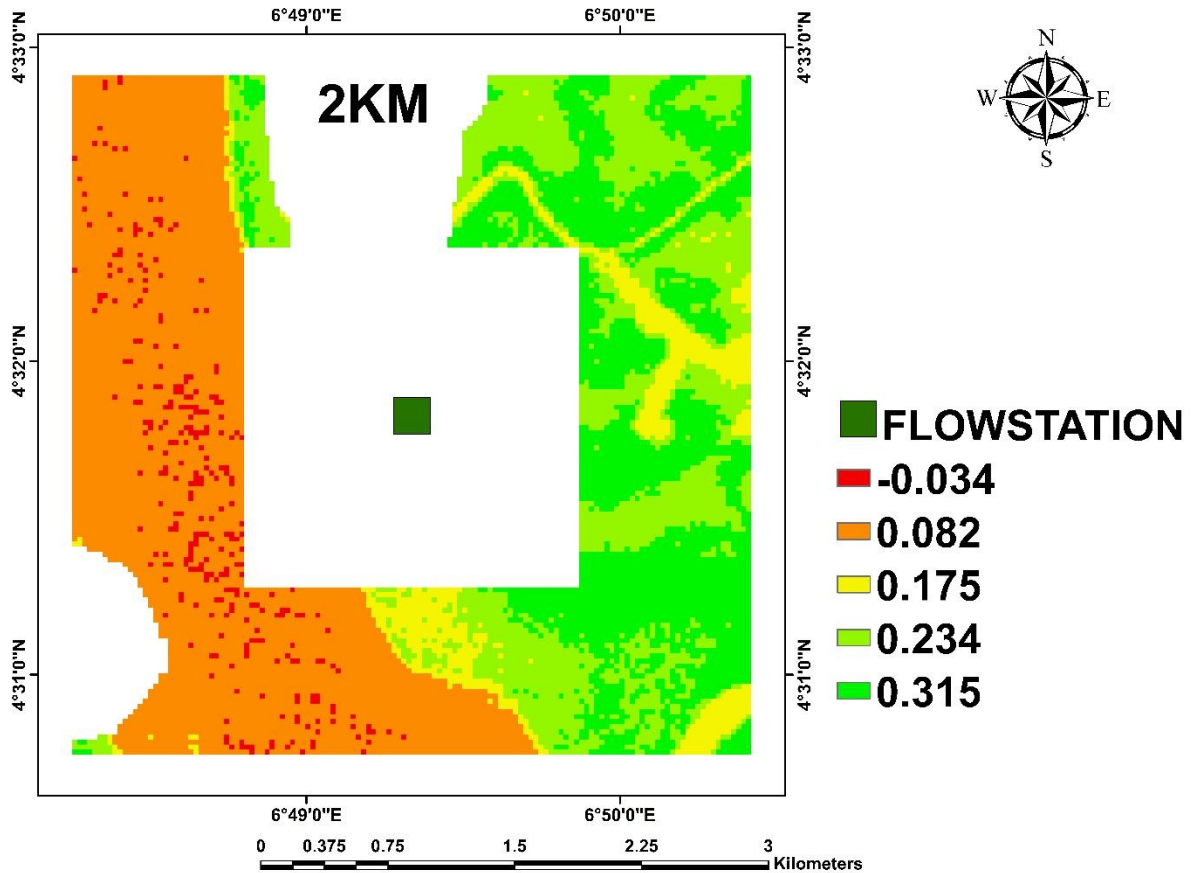 6°49'0"E 6°50'0"E
4°33'0"N 4°33'0"N
2KM
N
W E
S
4°32'0"N 4°32'0"N
FLOWSTATION
-0.034
0.082
0.175
0.234
0.315
4°31'0"N 4°31'0"N
6°49'0"E 6°50'0"E
0 0.375 0.75 1.5 2.25 3
Kilometers